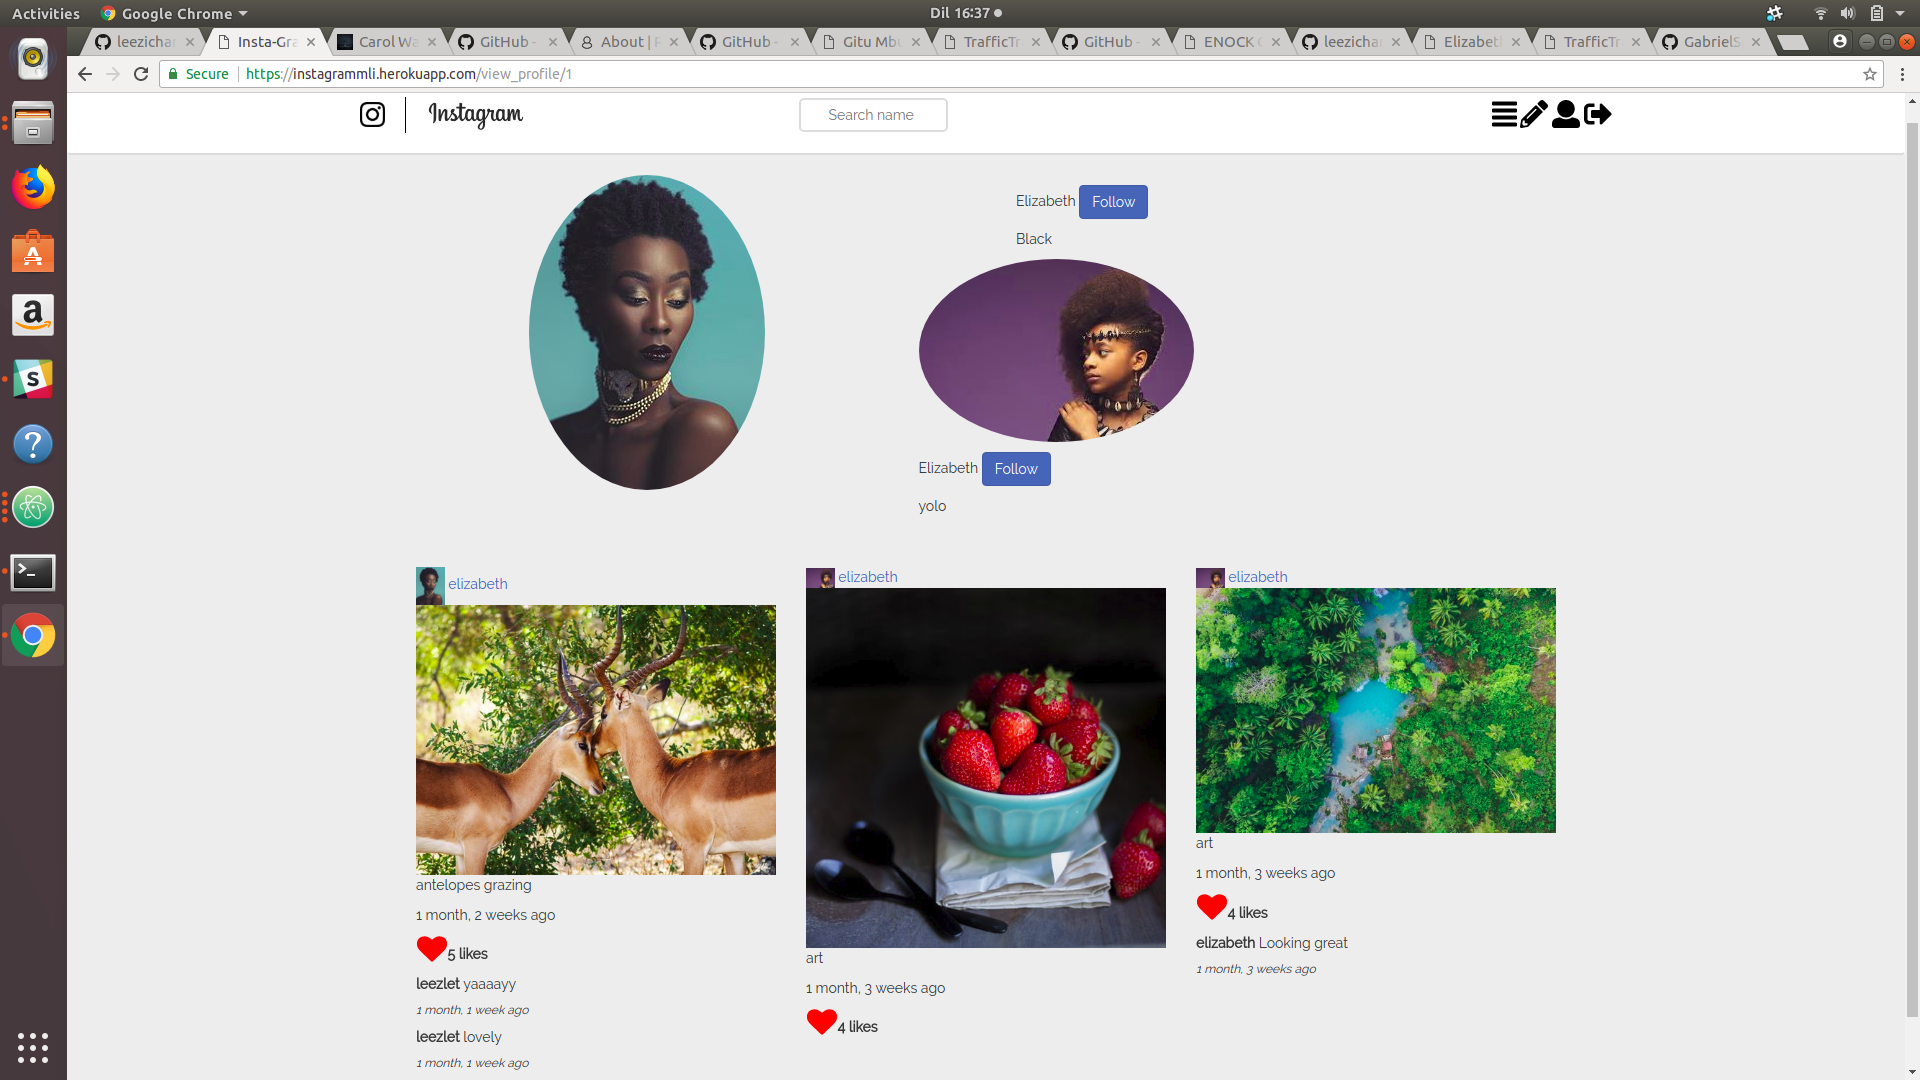 Activities
Google Chrome
Dil 16:37
leezichan
Insta-Gra
Carol Wa
GitHub -
About | R
GitHub -
Gitu Mbu
TrafficTr
GitHub -
ENOCK O
leezichar
Elizabeth
TrafficTr
GabrielS
Secure
https://instagrammli.herokuapp.com/view_profile/1
Instagram
Search name
Elizabeth Follow
Black
Elizabeth Follow
yolo
elizabeth
antelopes grazing
1 month, 2 weeks ago
5 likes
leezlet yaaaayy
1 month, 1 week ago
leezlet lovely
1 month, 1 week ago
elizabeth
art
1 month, 3 weeks ago
4 likes
elizabeth
art
1 month, 3 weeks ago
4 likes
elizabeth Looking great
1 month, 3 weeks ago